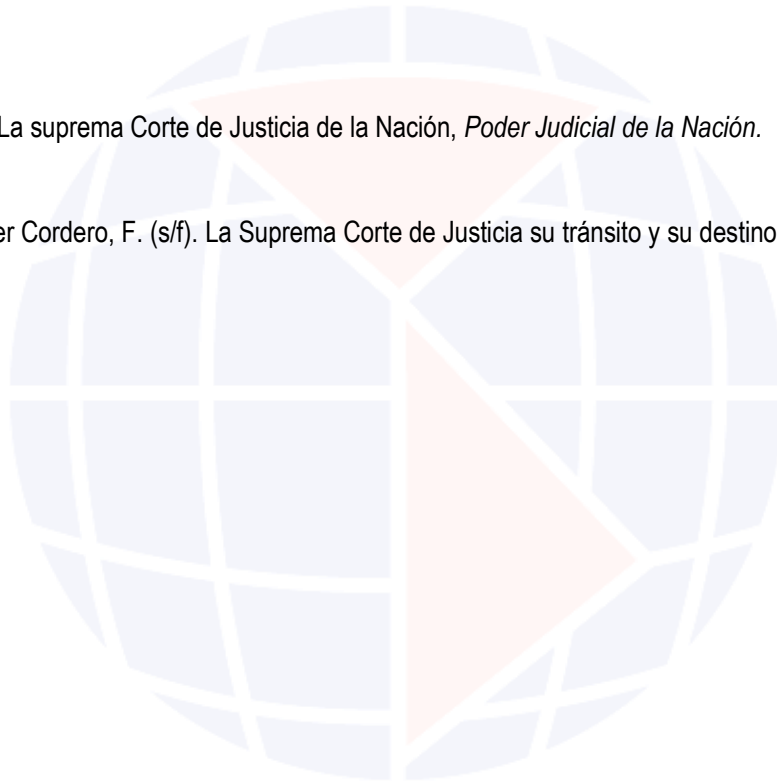 La suprema Corte de Justicia de la Nación, Poder Judicial de la Nación.
Cordero, F. (s/f). La Suprema Corte de Justicia su tránsito y su destino